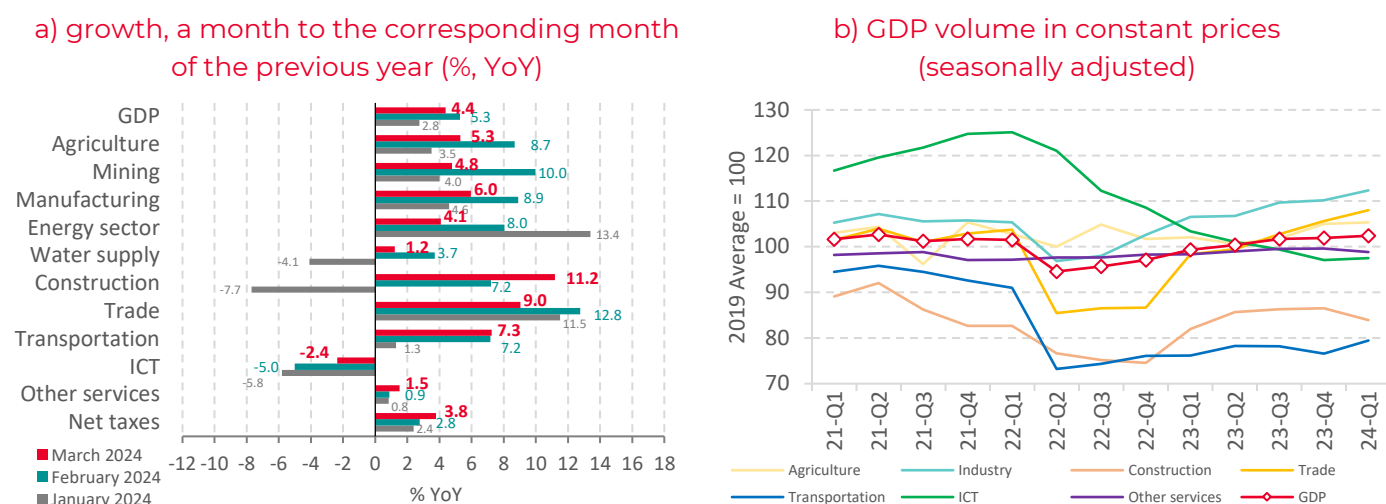 a) growth, a month to the corresponding month
of the previous year (%, YoY)
GDP
4.4
5.3
2.8
Agriculture
5.3
8.7
3.5
Mining
4.8
10.0
4.0
Manufacturing
6.0
8.9
4.6
Energy sector
4.1
8.0
13.4
Water supply
1.2
3.7
-4.1
Construction
11.2
7.2
-7.7
Trade
9.0
12.8
11.5
Transportation
7.3
7.2
1.3
ICT
-2.4
-5.0
-5.8
Other services
1.5
0.9
0.8
Net taxes
3.8
2.8
2.4
-12 -10 -8 -6 -4 -2 0 2 4 6 8 10 12 14 16 18
% YoY
March 2024
February 2024
January 2024
b) GDP volume in constant prices
(seasonally adjusted)
2019 Average = 100
130
120
110
100
90
80
70
21-Q1 21-Q2 21-Q3 21-Q4 22-Q1 22-Q2 22-Q3 22-Q4 23-Q1 23-Q2 23-Q3 23-Q4 24-Q1
Agriculture Industry Construction Trade
Transportation ICT Other services GDP